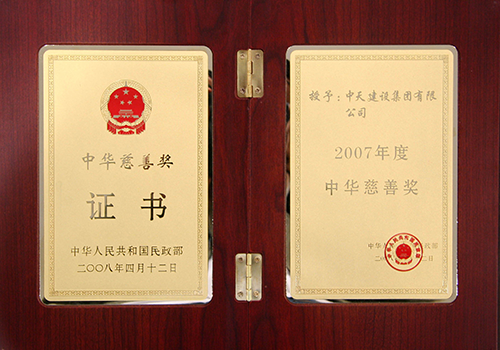 中华慈善奖
证书
中华人民共和国民政部
二〇〇八年四月十二日
授予：中天建设集团有限
公司
2007年度
中华慈善奖